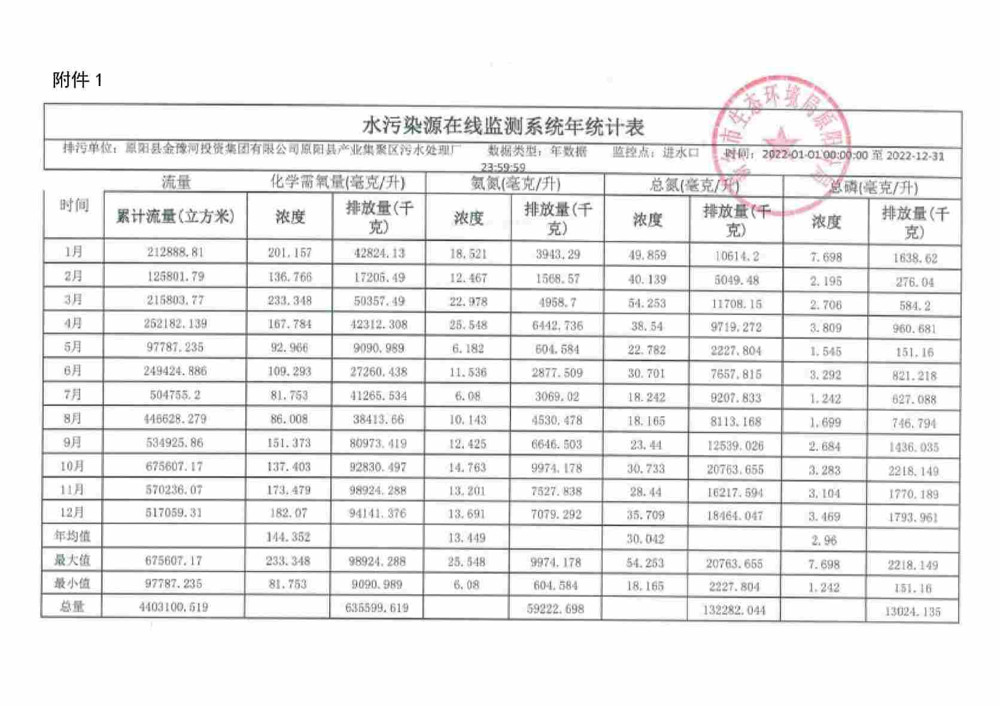 附件 1
水污染源在线监测系统年统计表
排污单位：原阳县金豫河投资集团有限公司原阳县产业集聚区污水处理厂 数据类型：年数据 监控点：进水口 时间：2022-01-01 00:00:00 至 2022-12-31
23:59:59
市生态环境局原阳
时间 流量 化学需氧量(毫克/升) 氨氮(毫克/升) 总氮(毫克/升) 总磷(毫克/升)
累计流量(立方米) 浓度 排放量(千克) 浓度 排放量(千克) 浓度 排放量(千克) 浓度 排放量(千克)
1月 212888.81 201.157 42824.13 18.521 3943.29 49.859 10614.2 7.698 1638.62
2月 125801.79 136.766 17205.49 12.467 1568.57 40.139 5049.48 2.195 276.04
3月 215803.77 233.348 50357.49 22.978 4958.7 54.253 11708.15 2.706 584.2
4月 252182.139 167.784 42312.308 25.548 6442.736 38.54 9719.272 3.809 960.681
5月 97787.235 92.966 9090.989 6.182 604.584 22.782 2227.804 1.545 151.16
6月 249424.886 109.293 27260.438 11.536 2877.509 30.701 7657.815 3.292 821.218
7月 504755.2 81.753 41265.534 6.08 3069.02 18.242 9207.833 1.242 627.088
8月 446628.279 86.008 38413.66 10.143 4530.478 18.165 8113.168 1.699 746.794
9月 534925.86 151.373 80973.419 12.425 6646.503 23.44 12539.026 2.684 1436.035
10月 675607.17 137.403 92830.497 14.763 9974.178 30.733 20763.655 3.283 2218.149
11月 570236.07 173.479 98924.288 13.201 7527.838 28.44 16217.594 3.104 1770.189
12月 517059.31 182.07 94141.376 13.691 7079.292 35.709 18464.047 3.469 1793.961
年均值 144.352 13.449 30.042 2.96
最大值 675607.17 233.348 98924.288 25.548 9974.178 54.253 20763.655 7.698 2218.149
最小值 97787.235 81.753 9090.989 6.08 604.584 18.165 2227.804 1.242 151.16
总量 4403100.519 635599.619 59222.698 132282.044 13024.135